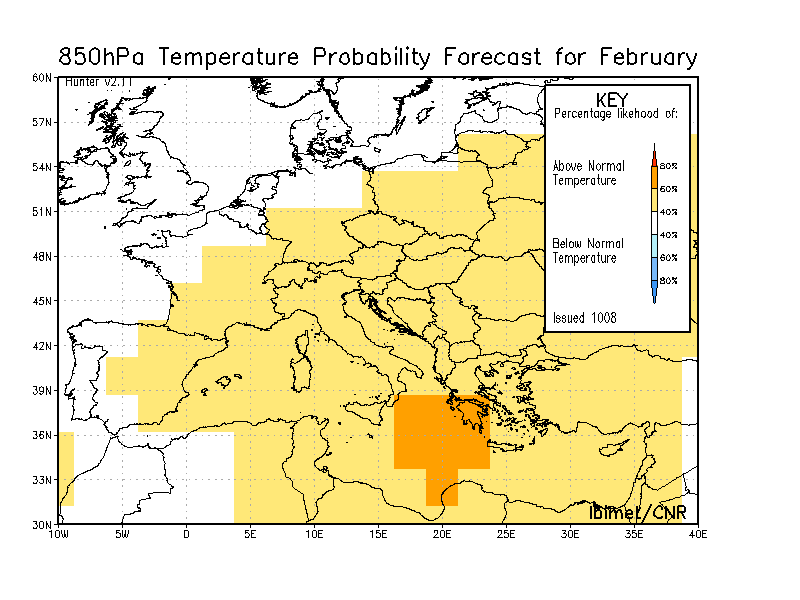 850hPa Temperature Probability Forecast for February
60N
Hunter v2.11
57N
54N
51N
48N
45N
42N
39N
36N
33N
30N
KEY
Percentage likehood of:
Above Normal
Temperature
80%
60%
40%
40%
Below Normal
Temperature
60%
80%
Issued 1008
Ibimet/CNR
10W 5W 0 5E 10E 15E 20E 25E 30E 35E 40E